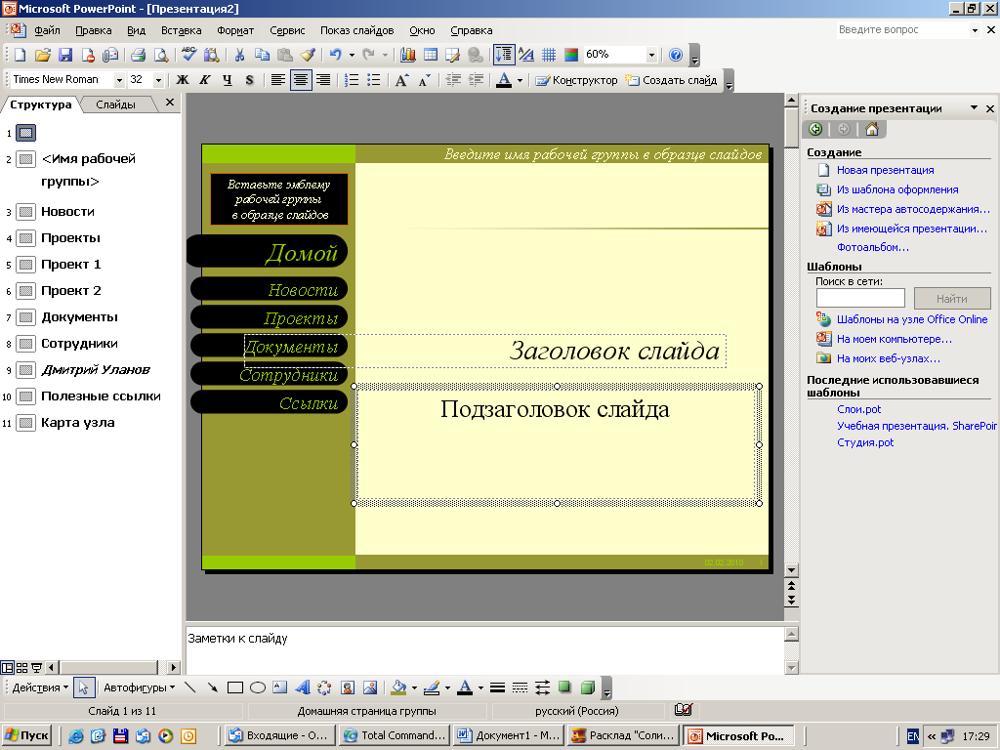 Microsoft PowerPoint - [Презентация2]
Файл Правка Вид Вставка Формат Сервис Показ слайдов Окно Справка Введите вопрос
60%
Times New Roman 32 Ж К Ч S Конструктор Создать слайд
Структура Слайды
1
2 <Имя рабочей
группы>
3 Новости
4 Проекты
5 Проект 1
6 Проект 2
7 Документы
8 Сотрудники
9 Дмитрий Уланов
10 Полезные ссылки
11 Карта узла
Введите имя рабочей группы в образце слайдов
Вставьте эмблему
рабочей группы
в образце слайдов
Домой
Новости
Проекты
Документы
Сотрудники
Ссылки
Заголовок слайда
Подзаголовок слайда
02.02.2010 1
Заметки к слайду
Создание презентации
Создание
Новая презентация
Из шаблона оформления
Из мастера автосодержания...
Из имеющейся презентации...
Фотоальбом...
Шаблоны
Поиск в сети:
Найти
Шаблоны на узле Office Online
На моем компьютере...
На моих веб-узлах...
Последние использовавшиеся
шаблоны
Слои.pot
Учебная презентация. SharePoir
Студия.pot
Действия Автофигуры
Слайд 1 из 11 Домашняя страница группы русский (Россия)
Пуск Входящие - O... Total Command... Документ1 - M... Расклад "Соли... Microsoft Po... EN « 17:29